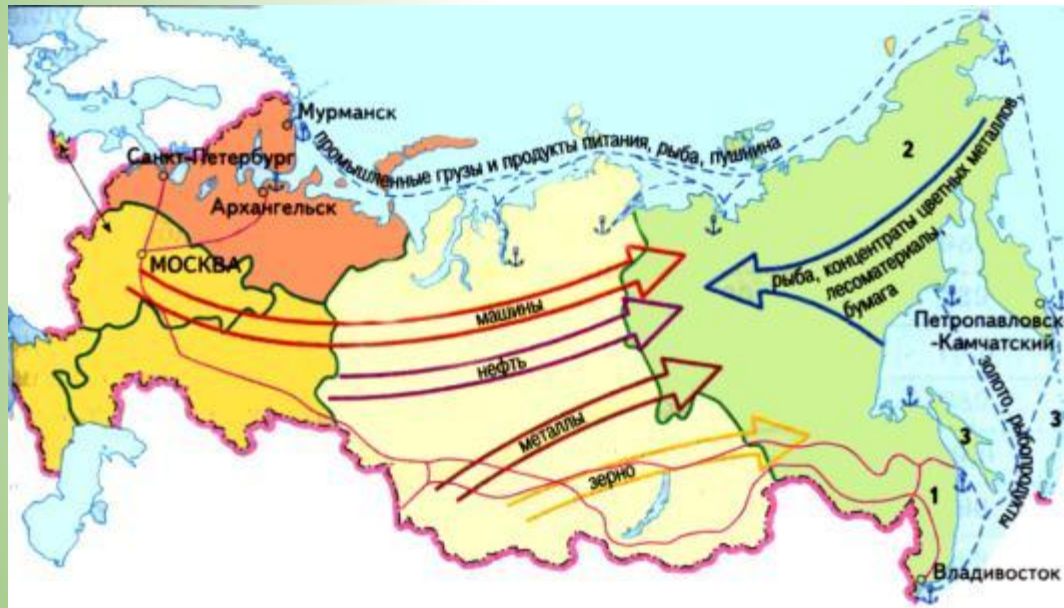 Мурманск
Санкт-Петербург
Архангельск
МОСКВА
промышленные грузы и продукты питания, рыба, пушнина
2
рыба, концентраты цветных металлов,
лесоматериалы,
бумага
машины
нефть
металлы
зерно
Петропавловск
-Камчатский
золото, рыбопродукты
3
3
1
Владивосток